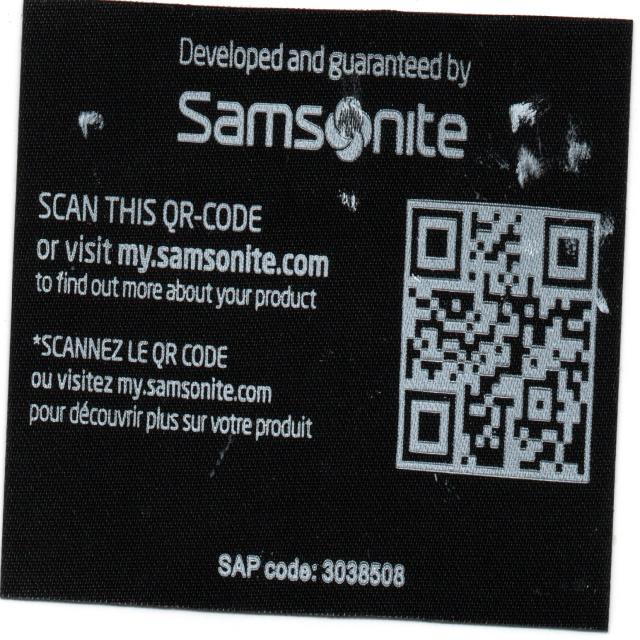 Developed and guaranteed by
Samsonite
SCAN THIS QR-CODE
or visit my.samsonite.com
to find out more about your product
*SCANNEZ LE QR CODE
ou visitez my.samsonite.com
pour découvrir plus sur votre produit
SAP code: 3038508